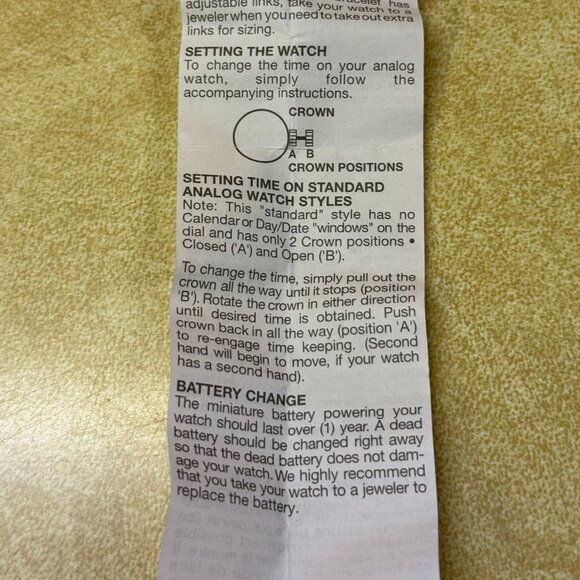 adjustable links, take your watch to a
jeweler when you need to take out extra
links for sizing.
SETTING THE WATCH
To change the time on your analog
watch, simply follow the
accompanying instructions.
CROWN
A B
CROWN POSITIONS
SETTING TIME ON STANDARD
ANALOG WATCH STYLES
Note: This "standard" style has no
Calendar or Day/Date "windows" on the
dial and has only 2 Crown positions •
Closed ('A') and Open ('B').
To change the time, simply pull out the
crown all the way until it stops (position
'B'). Rotate the crown in either direction
until desired time is obtained. Push
crown back in all the way (position 'A')
to re-engage time keeping. (Second
hand will begin to move, if your watch
has a second hand).
BATTERY CHANGE
The miniature battery powering your
watch should last over (1) year. A dead
battery should be changed right away
so that the dead battery does not dam-
age your watch. We highly recommend
that you take your watch to a jeweler to
replace the battery.